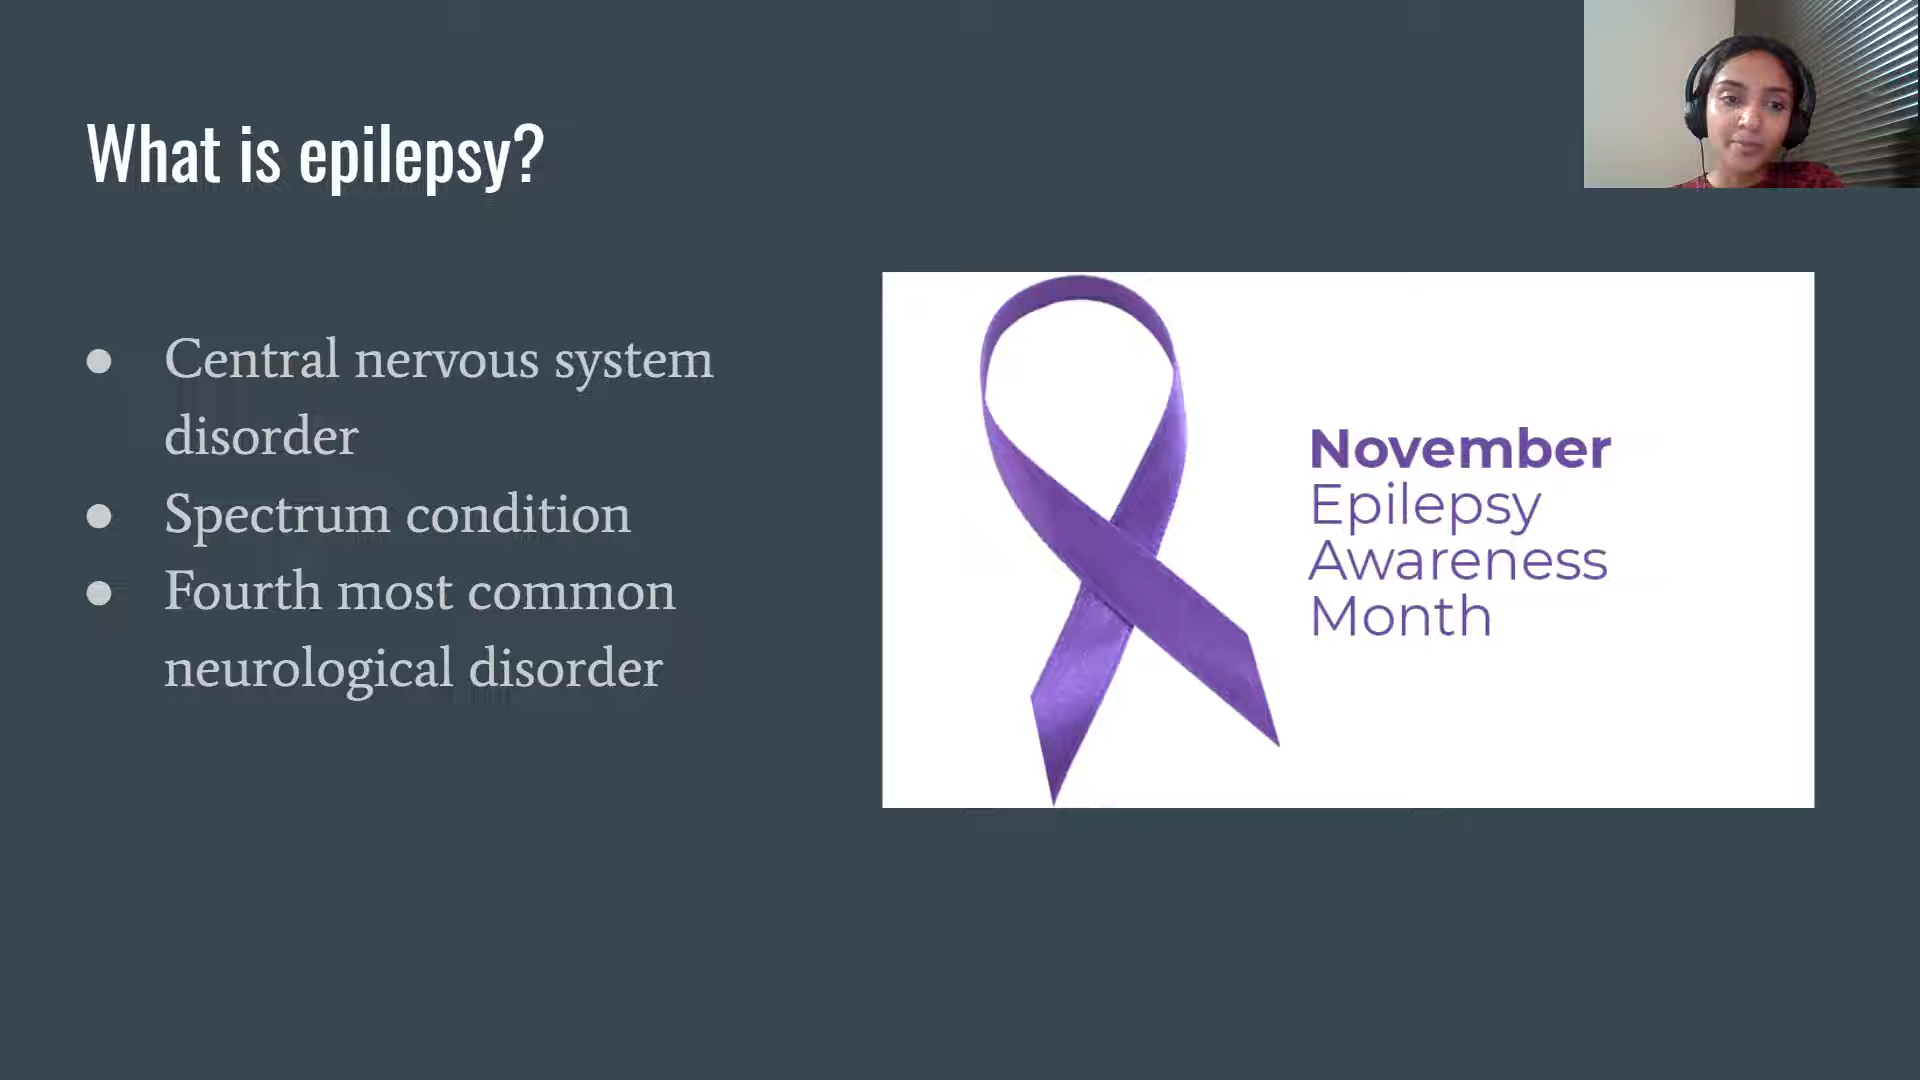 What is epilepsy?
● Central nervous system
disorder
● Spectrum condition
● Fourth most common
neurological disorder
November
Epilepsy
Awareness
Month